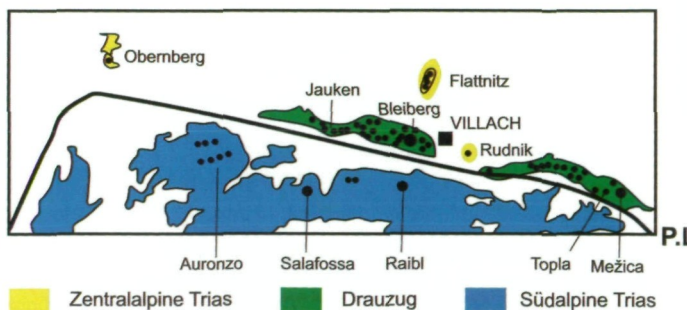 Obernberg
Flattnitz
Jauken
Bleiberg
VILLACH
Rudnik
P.L
Auronzo
Salafossa
Raibl
Topla
Mežica
Zentralalpine Trias
Drauzug
Südalpine Trias